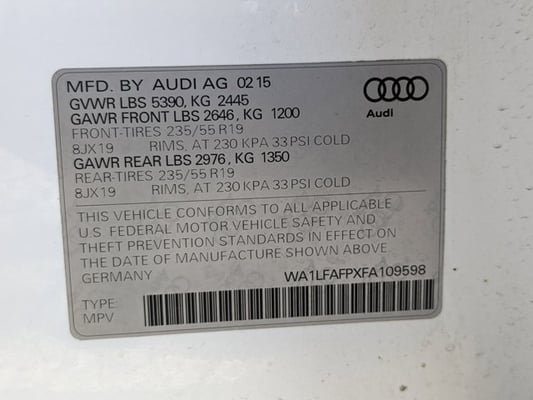 MFD. BY AUDI AG 02 15
GVWR LBS 5390, KG 2445
GAWR FRONT LBS 2646, KG 1200
FRONT-TIRES 235/55 R19
8JX19 RIMS, AT 230 KPA 33 PSI COLD
GAWR REAR LBS 2976, KG 1350
REAR-TIRES 235/55 R19
8JX19 RIMS, AT 230 KPA 33 PSI COLD
Audi
THIS VEHICLE CONFORMS TO ALL APPLICABLE
U.S. FEDERAL MOTOR VEHICLE SAFETY AND
THEFT PREVENTION STANDARDS IN EFFECT ON
THE DATE OF MANUFACTURE SHOWN ABOVE.
GERMANY WA1LFAFPXFA109598
TYPE:
MPV